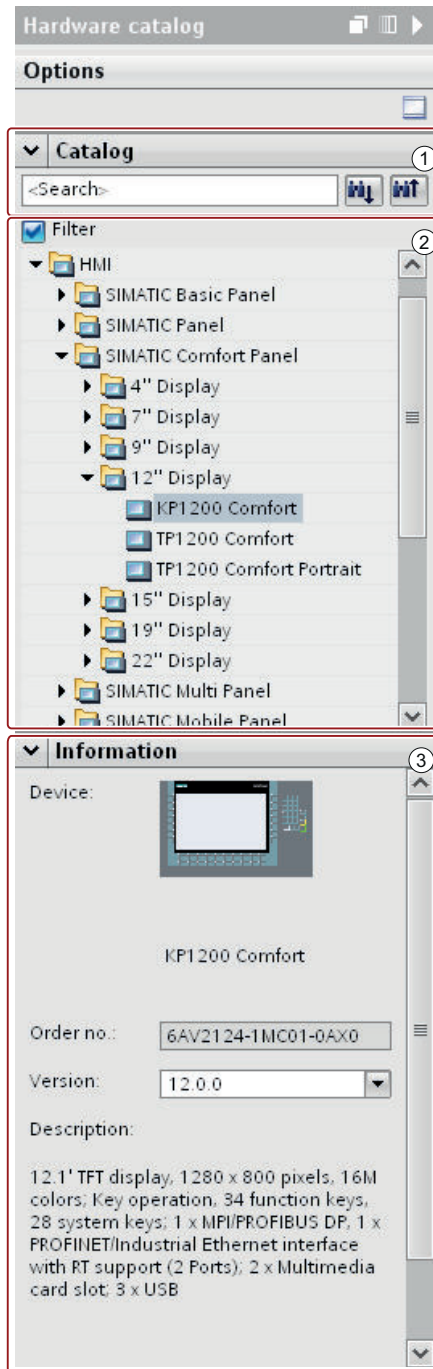 Hardware catalog
Options
Catalog
1
<Search>
Filter
2
HMI
SIMATIC Basic Panel
SIMATIC Panel
SIMATIC Comfort Panel
4'' Display
7'' Display
9'' Display
12'' Display
KP1200 Comfort
TP1200 Comfort
TP1200 Comfort Portrait
15'' Display
19'' Display
22'' Display
SIMATIC Multi Panel
SIMATIC Mobile Panel
Information
3
Device:
KP1200 Comfort
Order no.: 6AV2124-1MC01-0AX0
Version: 12.0.0
Description:
12.1' TFT display, 1280 x 800 pixels, 16M
colors; Key operation, 34 function keys,
28 system keys; 1 x MPI/PROFIBUS DP, 1 x
PROFINET/Industrial Ethernet interface
with RT support (2 Ports); 2 x Multimedia
card slot; 3 x USB